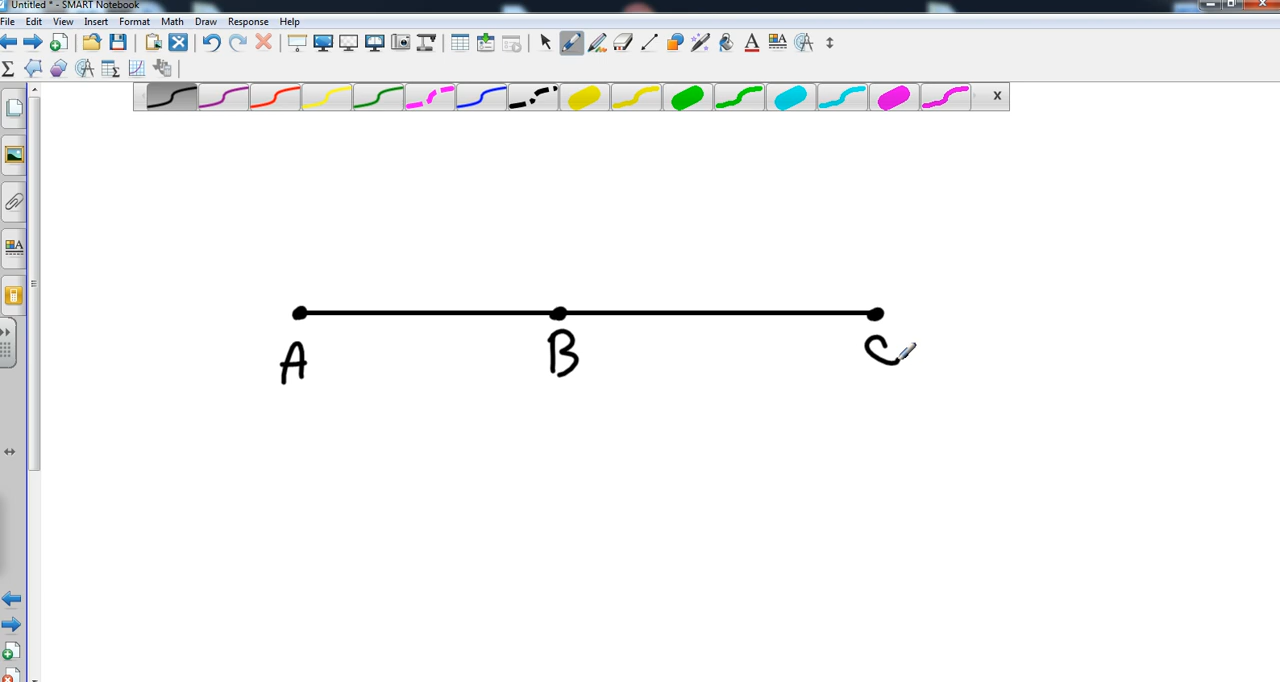 Untitled * - SMART Notebook
File Edit View Insert Format Math Draw Response Help
x
A B C